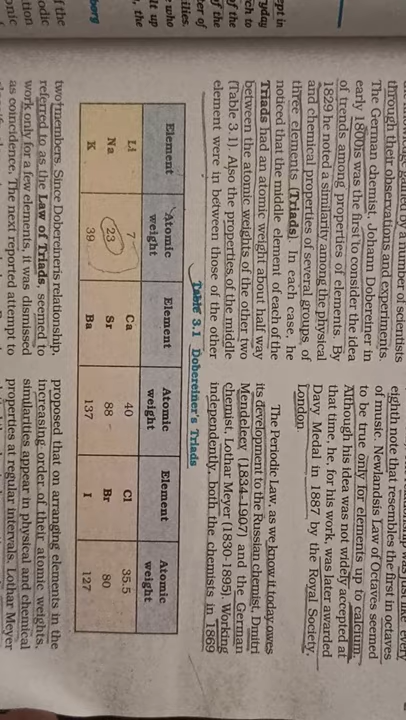 through their observations and experiments.
The German chemist, Johann Dobereiner in
early 1800's was the first to consider the idea
of trends among properties of elements. By
1829 he noted a similarity among the physical
and chemical properties of several groups of
three elements (Triads). In each case, he
noticed that the middle element of each of the
Triads had an atomic weight about half way
between the atomic weights of the other two
(Table 3.1). Also the properties of the middle
element were in between those of the other
eighth note that resembles the first in octaves
of music. Newlands's Law of Octaves seemed
to be true only for elements up to calcium.
Although his idea was not widely accepted at
that time, he, for his work, was later awarded
Davy Medal in 1887 by the Royal Society,
London.
The Periodic Law, as we know it today owes
its development to the Russian chemist, Dmitri
Mendeleev (1834-1907) and the German
chemist, Lothar Meyer (1830-1895). Working
independently, both the chemists in 1869
Table 3.1 Dobereiner's Triads
Element Atomic weight Element Atomic weight Element Atomic weight
Li 7 Ca 40 Cl 35.5
Na 23 Sr 88 Br 80
K 39 Ba 137 I 127
two members. Since Dobereiner's relationship,
referred to as the Law of Triads, seemed to
work only for a few elements, it was dismissed
as coincidence. The next reported attempt to
proposed that on arranging elements in the
increasing order of their atomic weights,
similarities appear in physical and chemical
properties at regular intervals. Lothar Meyer